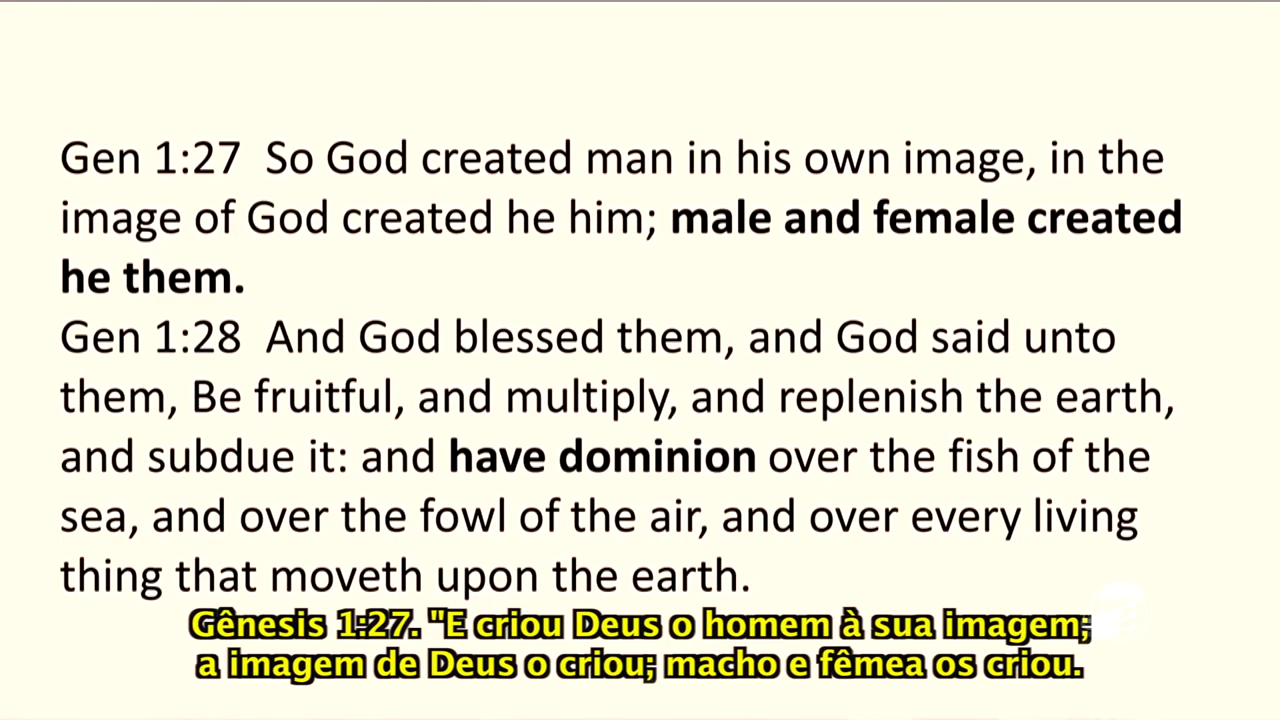 Gen 1:27  So God created man in his own image, in the
image of God created he him; male and female created
he them.
Gen 1:28  And God blessed them, and God said unto
them, Be fruitful, and multiply, and replenish the earth,
and subdue it: and have dominion over the fish of the
sea, and over the fowl of the air, and over every living
thing that moveth upon the earth.
Gênesis 1:27. "E criou Deus o homem à sua imagem;
a imagem de Deus o criou; macho e fêmea os criou.